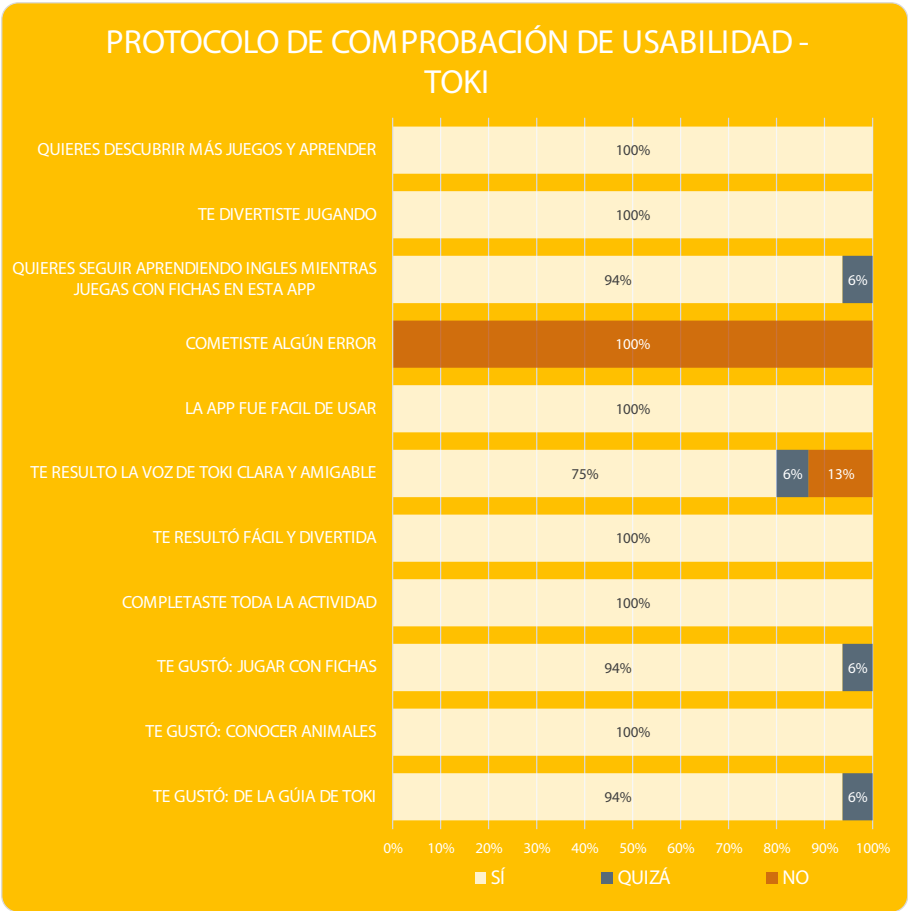 PROTOCOLO DE COMPROBACIÓN DE USABILIDAD -
TOKI
QUIERES DESCUBRIR MÁS JUEGOS Y APRENDER
100%
TE DIVERTISTE JUGANDO
100%
QUIERES SEGUIR APRENDIENDO INGLES MIENTRAS
JUEGAS CON FICHAS EN ESTA APP
94% 6%
COMETISTE ALGÚN ERROR
100%
LA APP FUE FACIL DE USAR
100%
TE RESULTO LA VOZ DE TOKI CLARA Y AMIGABLE
75% 6% 13%
TE RESULTÓ FÁCIL Y DIVERTIDA
100%
COMPLETASTE TODA LA ACTIVIDAD
100%
TE GUSTÓ: JUGAR CON FICHAS
94% 6%
TE GUSTÓ: CONOCER ANIMALES
100%
TE GUSTÓ: DE LA GÚIA DE TOKI
94% 6%
0% 10% 20% 30% 40% 50% 60% 70% 80% 90% 100%
SÍ QUIZÁ NO